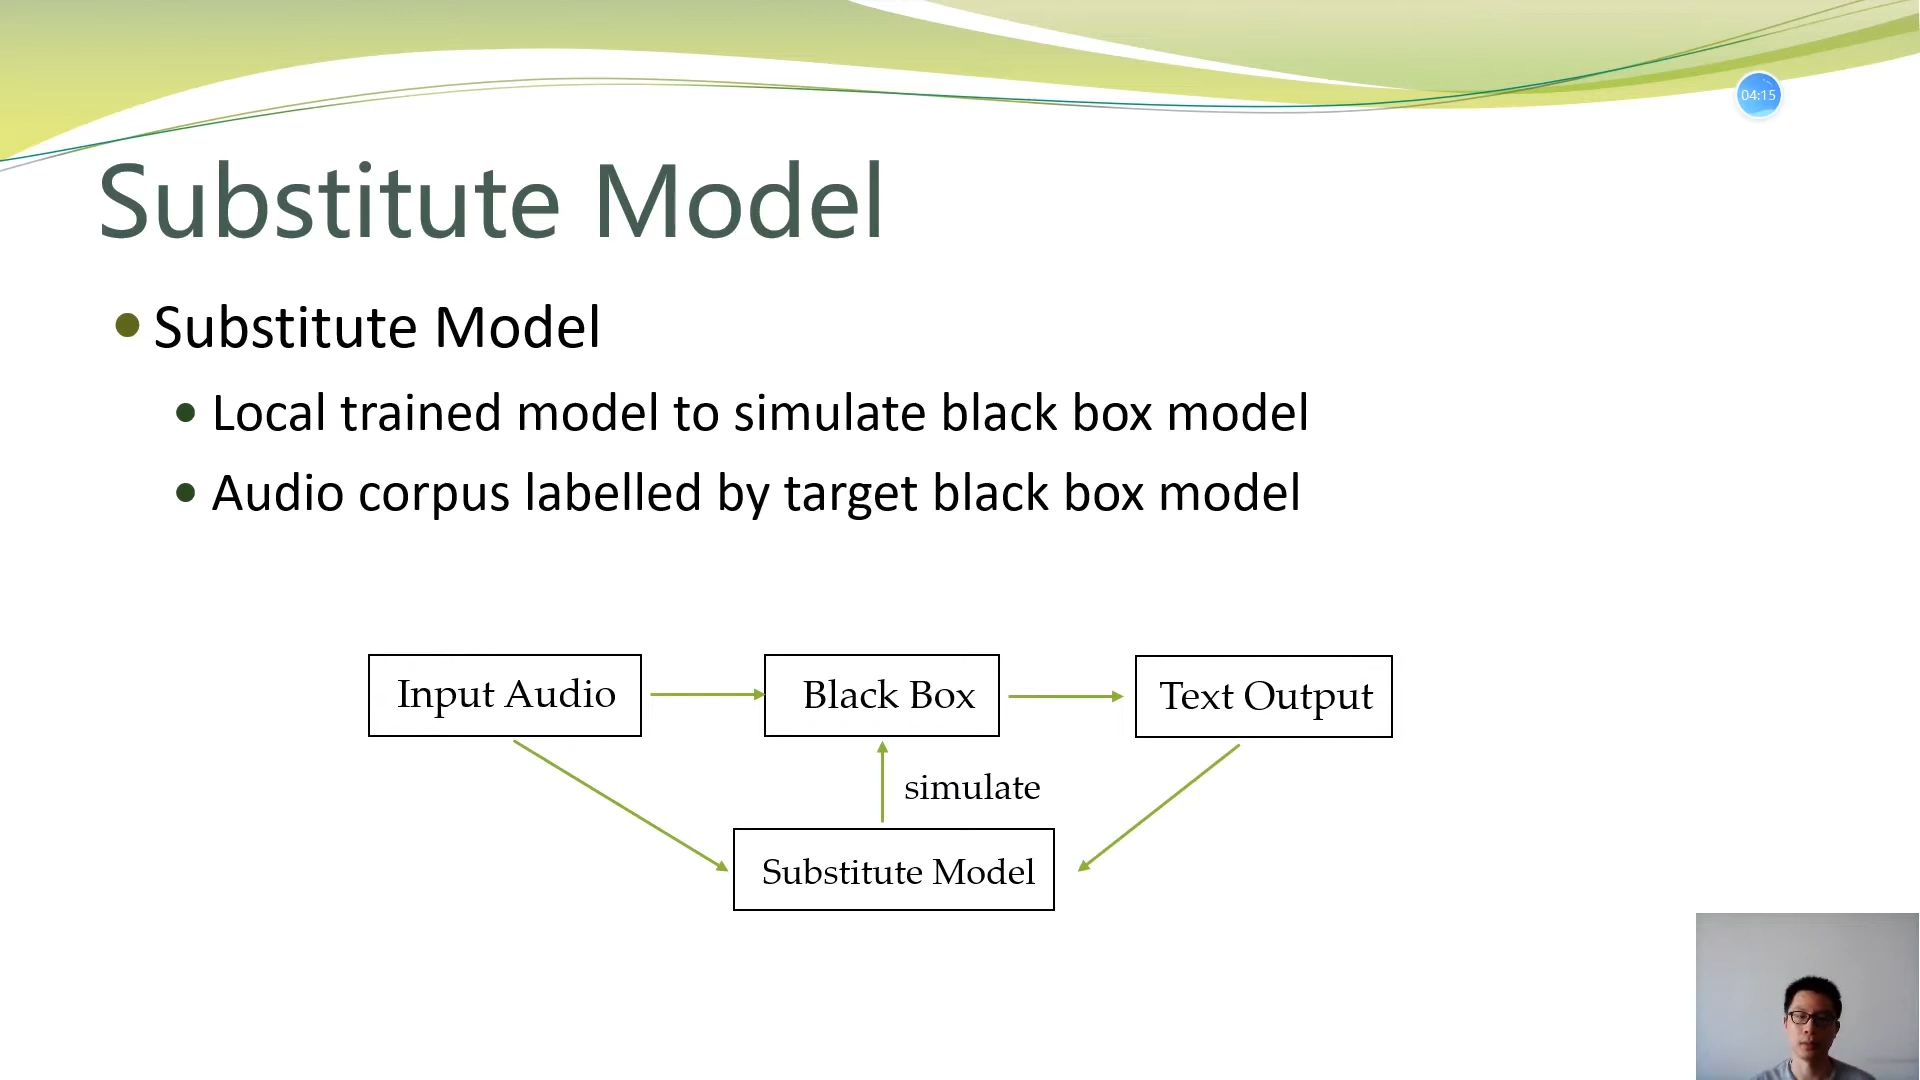 04:15
Substitute Model
Substitute Model
Local trained model to simulate black box model
Audio corpus labelled by target black box model
Input Audio
Black Box
Text Output
simulate
Substitute Model